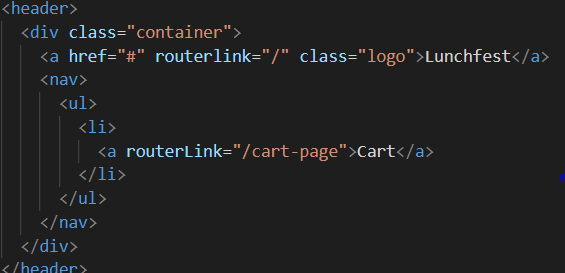 <header>
<div class="container">
<a href="#" routerlink="/" class="logo">Lunchfest</a>
<nav>
<ul>
<li>
<a routerLink="/cart-page">Cart</a>
</li>
</ul>
</nav>
</div>
</header>